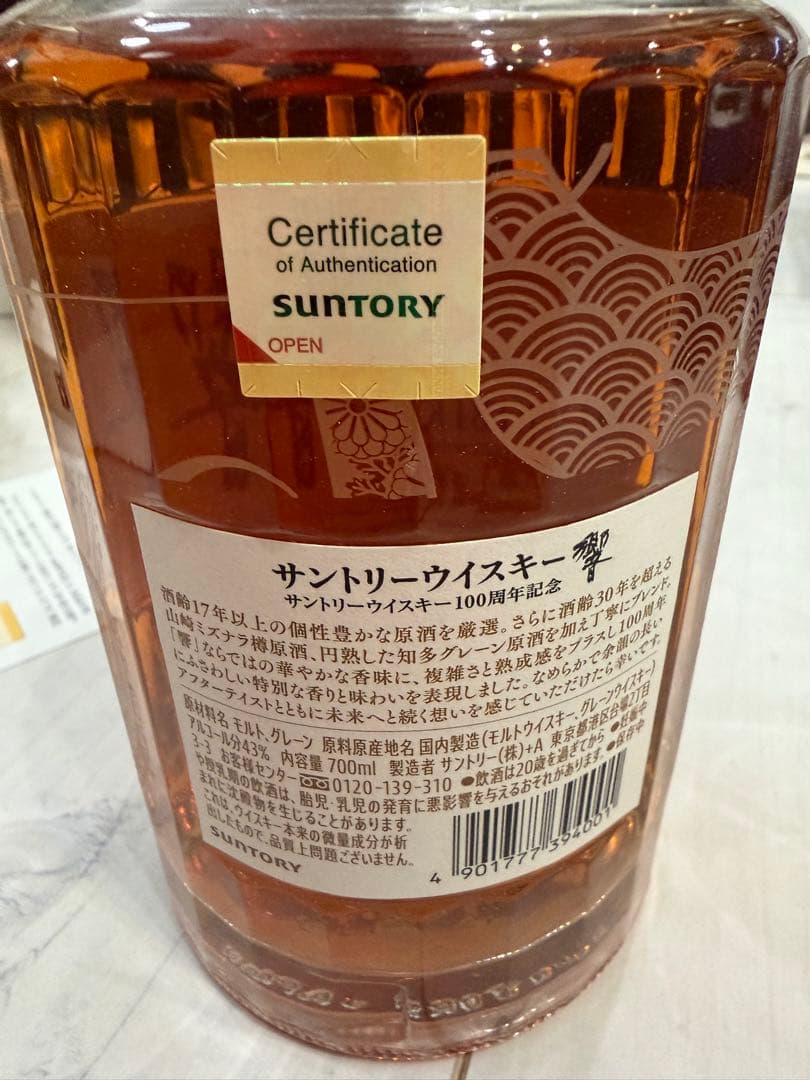 Certificate
of Authentication
SUNTORY
OPEN
サントリーウイスキー 響
サントリーウイスキー100周年記念
酒齢17年以上の個性豊かな原酒を厳選。さらに酒齢30年を超える
山崎ミズナラ樽原酒、円熟した知多グレーン原酒を加え丁寧にブレンド。
「響」ならではの華やかな香味に、複雑さと熟成感をプラスし100周年
にふさわしい特別な香りと味わいを表現しました。なめらかで余韻の長い
アフターテイストとともに未来へと続く想いを感じていただけたら幸いです。
原材料名 モルト、グレーン 原料原産地名 国内製造(モルトウイスキー、グレーンウイスキー)
アルコール分43% 内容量 700ml 製造者 サントリー(株)+A 東京都港区台場2丁目
3-3 お客様センター 0120-139-310 ●飲酒は20歳を過ぎてから ●妊娠中
や授乳期の飲酒は、胎児・乳児の発育に悪影響を与えるおそれがあります。 ●保存中
まれに沈殿物を生じることがあります。
これは、ウイスキー本来の微量成分が析
出したもので、品質上問題ございません。
SUNTORY
4 901777 394001